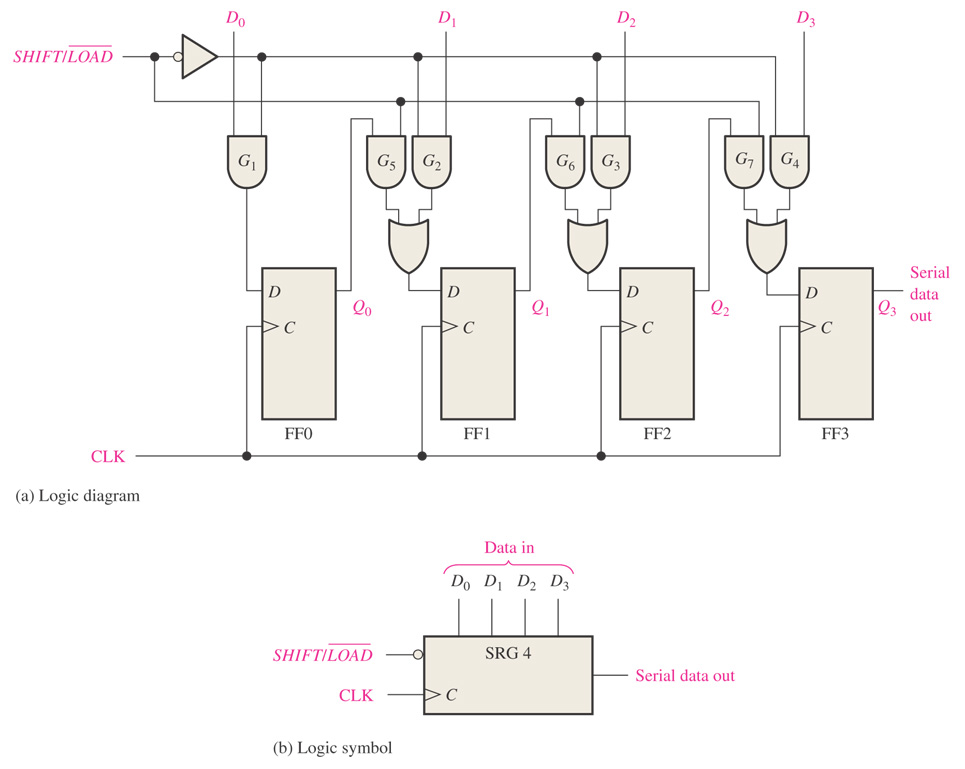 D0 D1 D2 D3
SHIFT/L̅O̅A̅D̅
G1 G5 G2 G6 G3 G7 G4
Serial
data
out
D D D D
Q0 Q1 Q2 Q3
C C C C
FF0 FF1 FF2 FF3
CLK
(a) Logic diagram
Data in
D0 D1 D2 D3
SHIFT/L̅O̅A̅D̅ SRG 4
Serial data out
CLK C
(b) Logic symbol